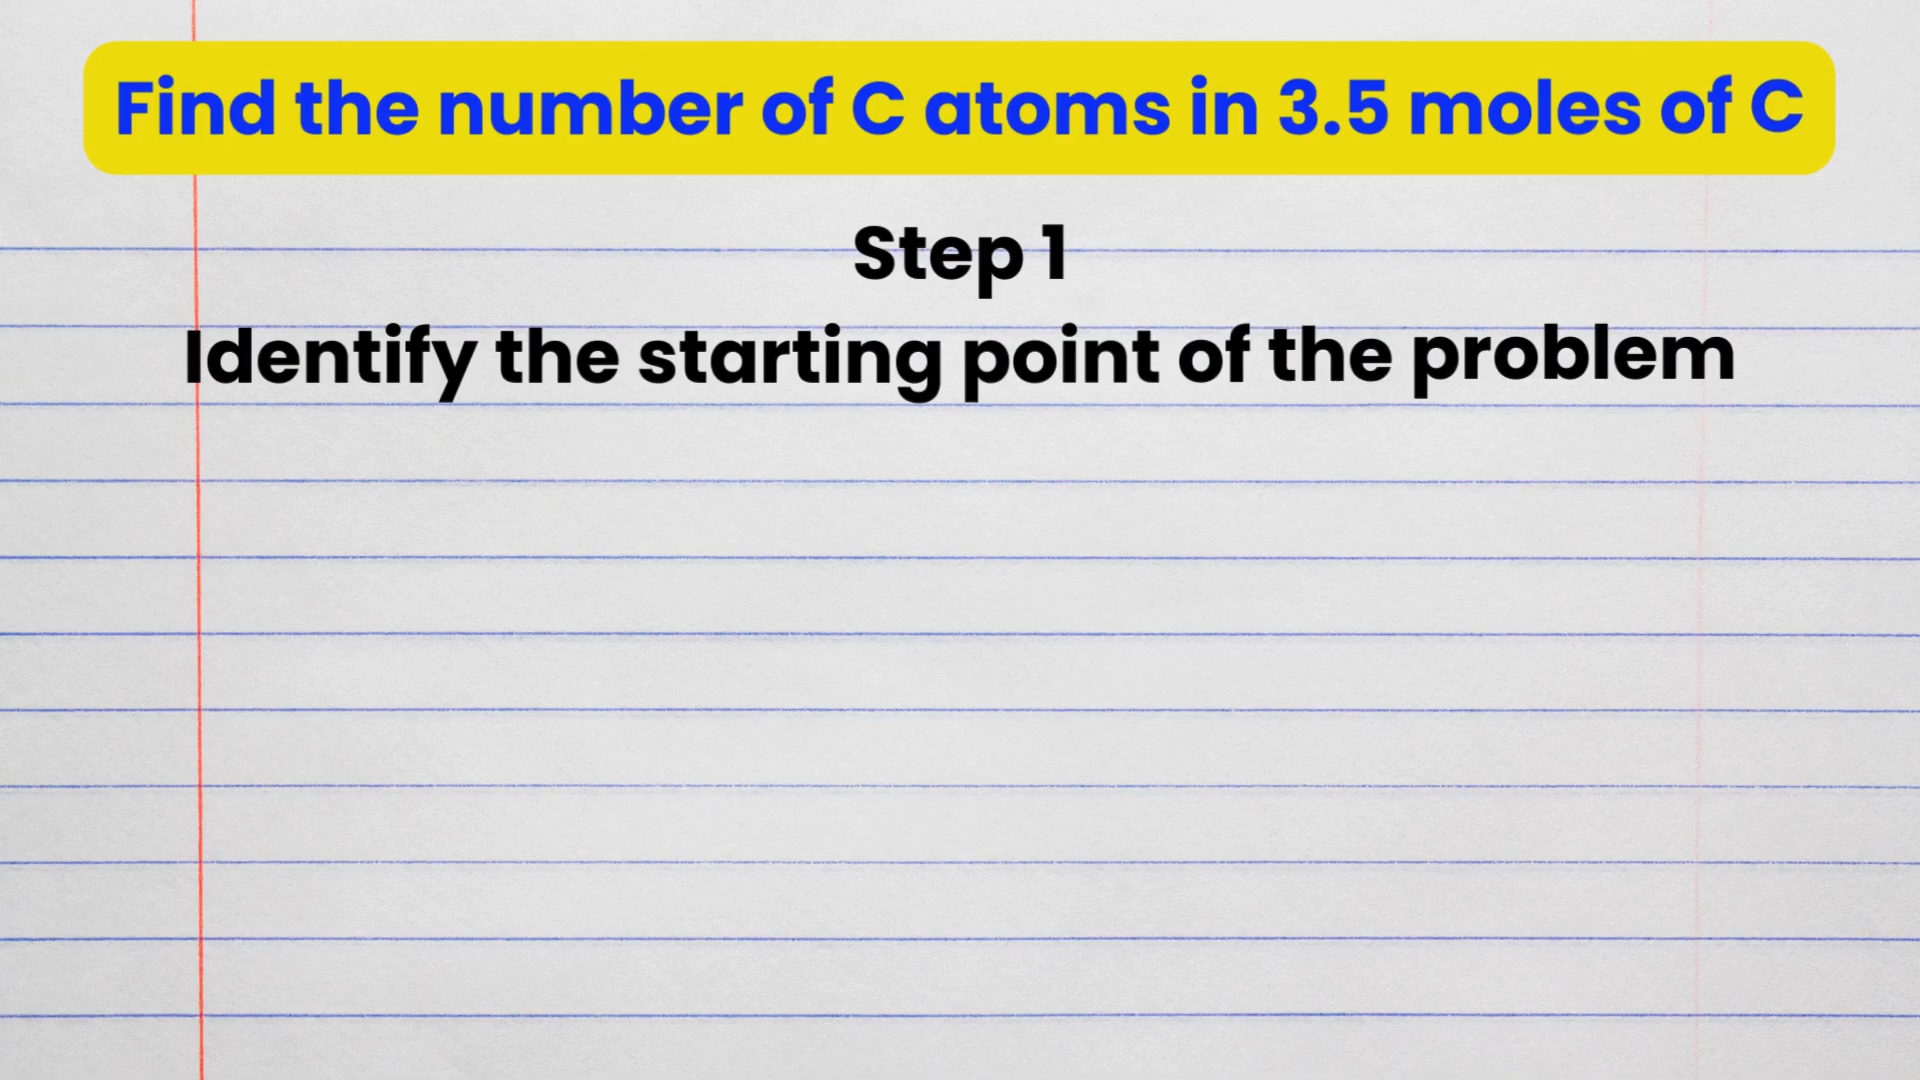 Find the number of C atoms in 3.5 moles of C
Step 1
Identify the starting point of the problem